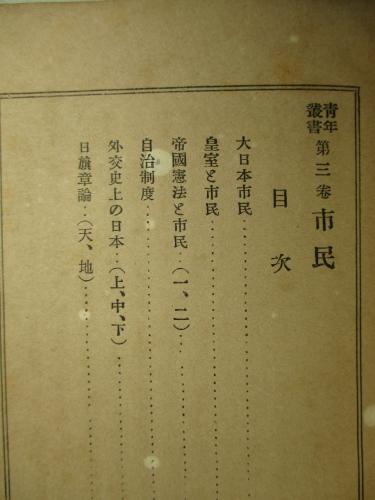 青年叢書 第三卷 市民
目次
大日本市民
皇室と市民
帝國憲法と市民‥(一、二)
自治制度
外交史上の日本‥(上、中、下)
日旗章論‥(天、地)